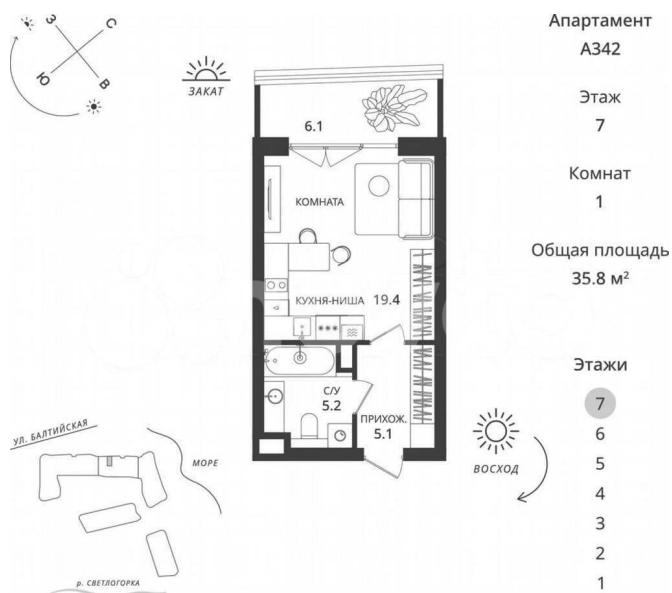 Апартамент
А342
Этаж
7
Комнат
1
Общая площадь
35.8 м²
Этажи
7
6
5
4
3
2
1
З
С
Ю
В
ЗАКАТ
6.1
КОМНАТА
КУХНЯ-НИША 19.4
С/У
5.2
ПРИХОЖ.
5.1
ВОСХОД
УЛ. БАЛТИЙСКАЯ
МОРЕ
р. СВЕТЛОГОРКА